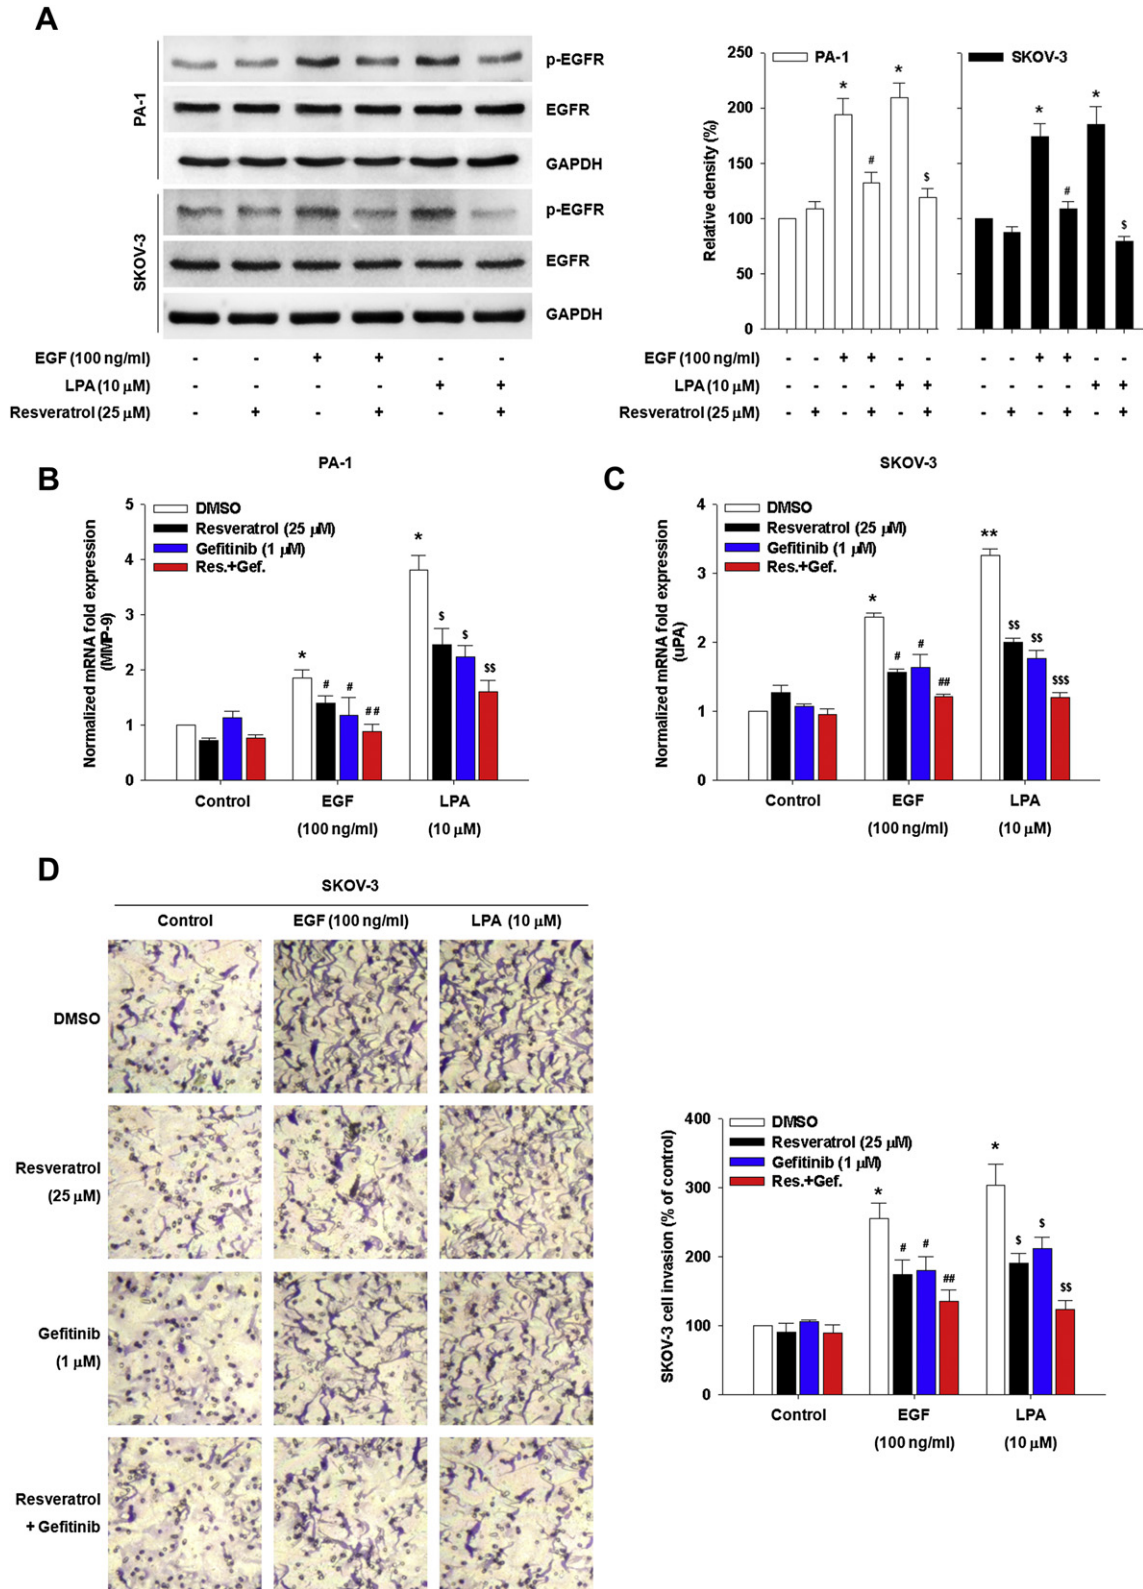 A
PA-1
p-EGFR
EGFR
GAPDH
SKOV-3
p-EGFR
EGFR
GAPDH
EGF (100 ng/ml) - - + + - -
LPA (10 µM) - - - - + +
Resveratrol (25 µM) - + - + - +
Relative density (%)
250
200
150
100
50
0
PA-1
SKOV-3
* # * $ * # * $
EGF (100 ng/ml) - - + + - - - - + + - -
LPA (10 µM) - - - - + + - - - - + +
Resveratrol (25 µM) - + - + - + - + - + - +
B
PA-1
Normalized mRNA fold expression
(MMP-9)
5
4
3
2
1
0
DMSO
Resveratrol (25 µM)
Gefitinib (1 µM)
Res.+Gef.
* # # ## * $ $ $$
Control EGF LPA
(100 ng/ml) (10 µM)
C
SKOV-3
Normalized mRNA fold expression
(uPA)
4
3
2
1
0
DMSO
Resveratrol (25 µM)
Gefitinib (1 µM)
Res.+Gef.
* # # ## ** $$ $$ $$$
Control EGF LPA
(100 ng/ml) (10 µM)
D
SKOV-3
Control EGF (100 ng/ml) LPA (10 µM)
DMSO
Resveratrol
(25 µM)
Gefitinib
(1 µM)
Resveratrol
+ Gefitinib
SKOV-3 cell invasion (% of control)
400
300
200
100
0
DMSO
Resveratrol (25 µM)
Gefitinib (1 µM)
Res.+Gef.
* # # ## * $ $ $$
Control EGF LPA
(100 ng/ml) (10 µM)